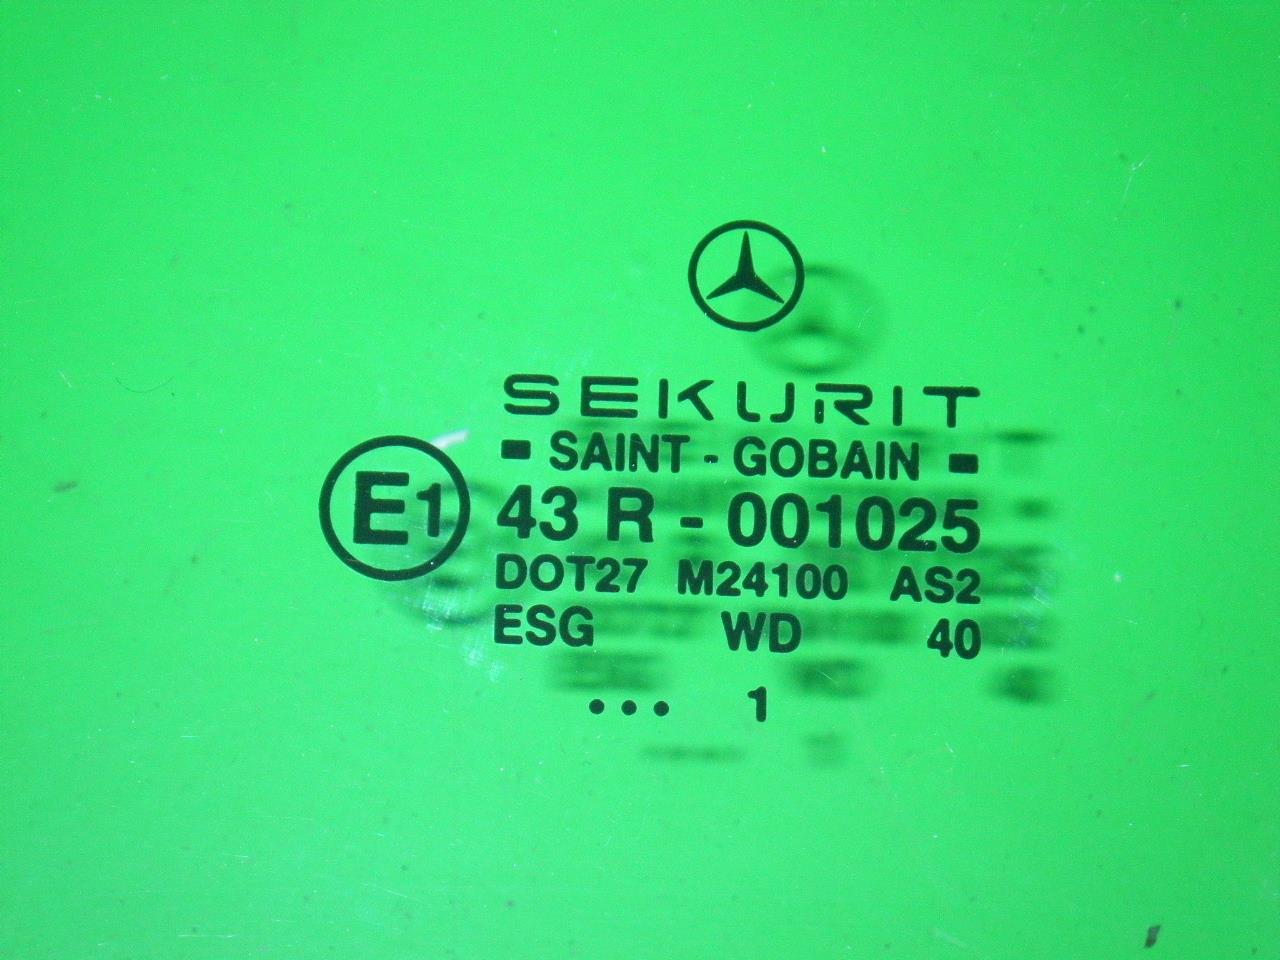 SEKURIT
SAINT - GOBAIN
E1
43 R - 001025
DOT27 M24100 AS2
ESG WD 40
... 1